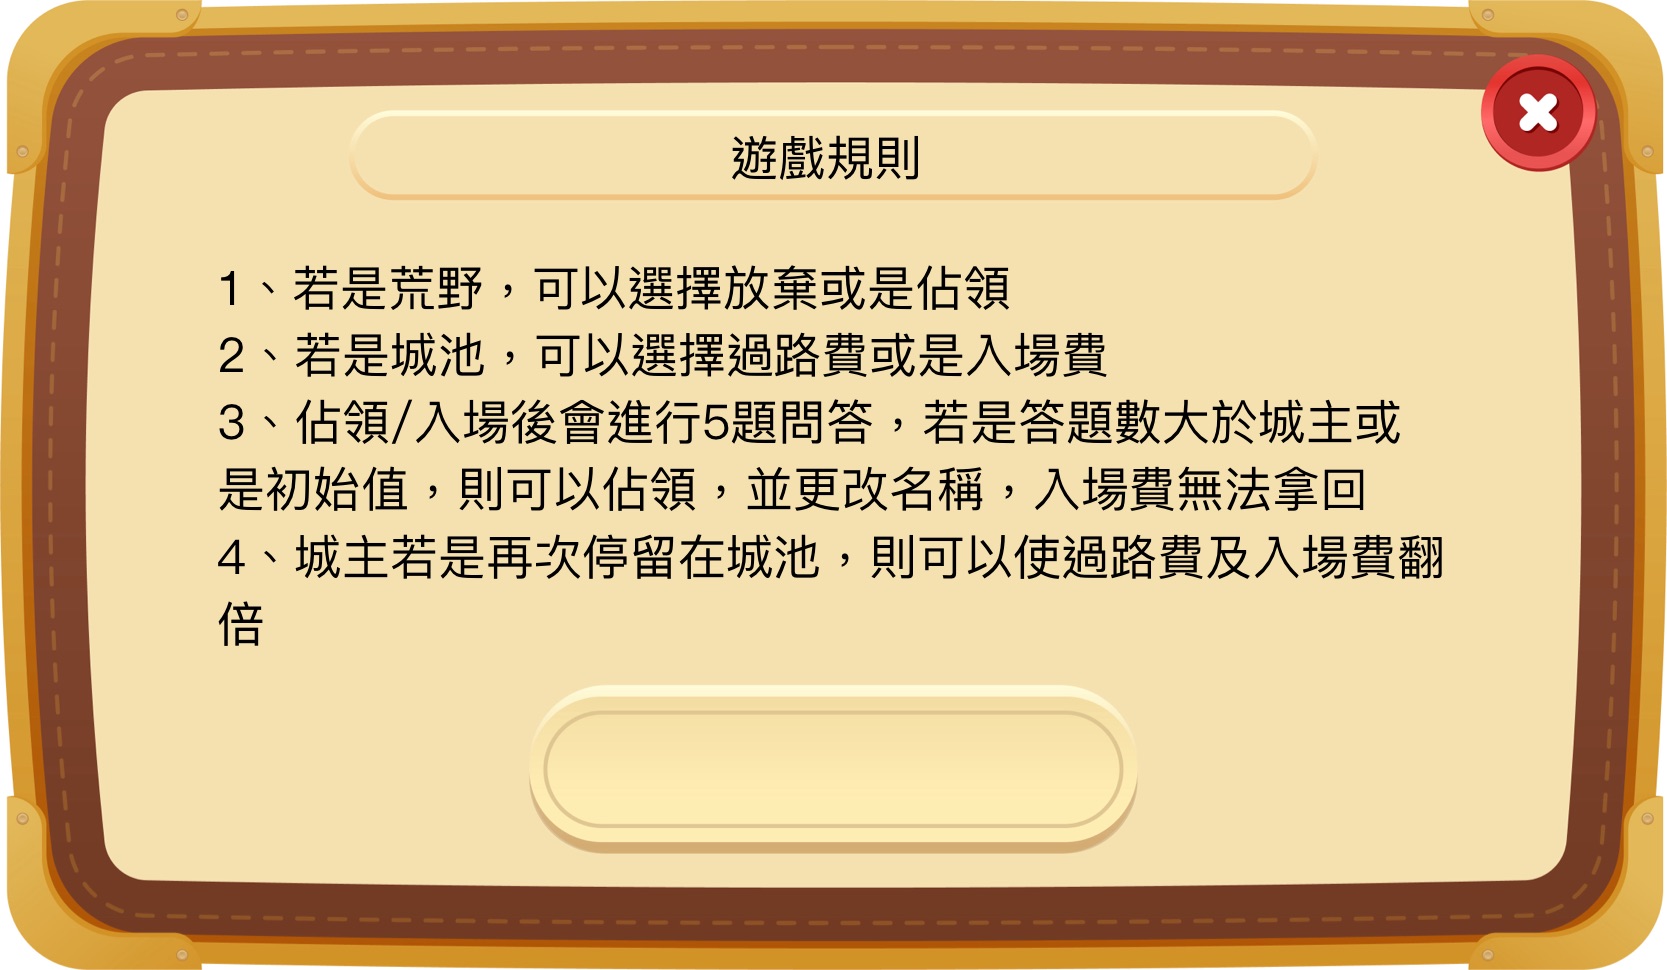 遊戲規則
1、若是荒野，可以選擇放棄或是佔領
2、若是城池，可以選擇過路費或是入場費
3、佔領/入場後會進行5題問答，若是答題數大於城主或
是初始值，則可以佔領，並更改名稱，入場費無法拿回
4、城主若是再次停留在城池，則可以使過路費及入場費翻
倍